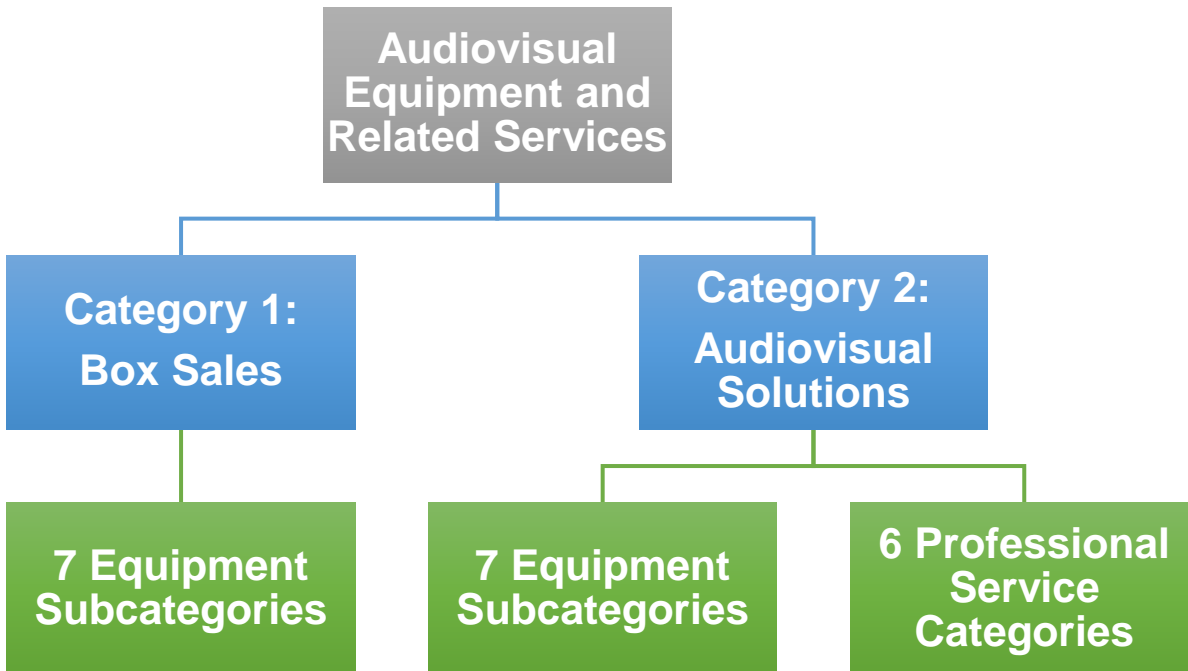 Audiovisual
Equipment and
Related Services
Category 1:
Box Sales
Category 2:
Audiovisual
Solutions
7 Equipment
Subcategories
7 Equipment
Subcategories
6 Professional
Service
Categories